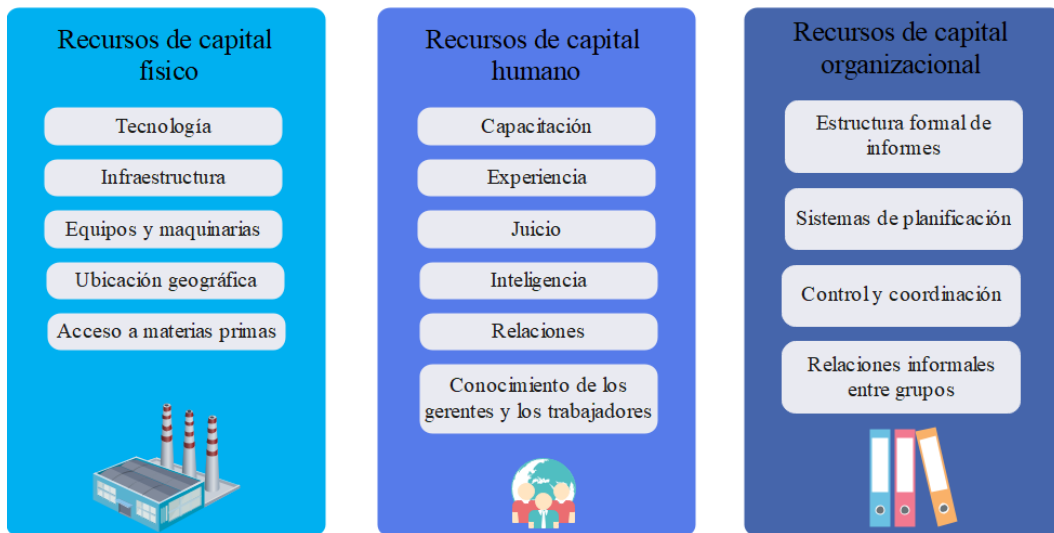 Recursos de capital
físico
Tecnología
Infraestructura
Equipos y maquinarias
Ubicación geográfica
Acceso a materias primas
Recursos de capital
humano
Capacitación
Experiencia
Juicio
Inteligencia
Relaciones
Conocimiento de los
gerentes y los trabajadores
Recursos de capital
organizacional
Estructura formal de
informes
Sistemas de planificación
Control y coordinación
Relaciones informales
entre grupos